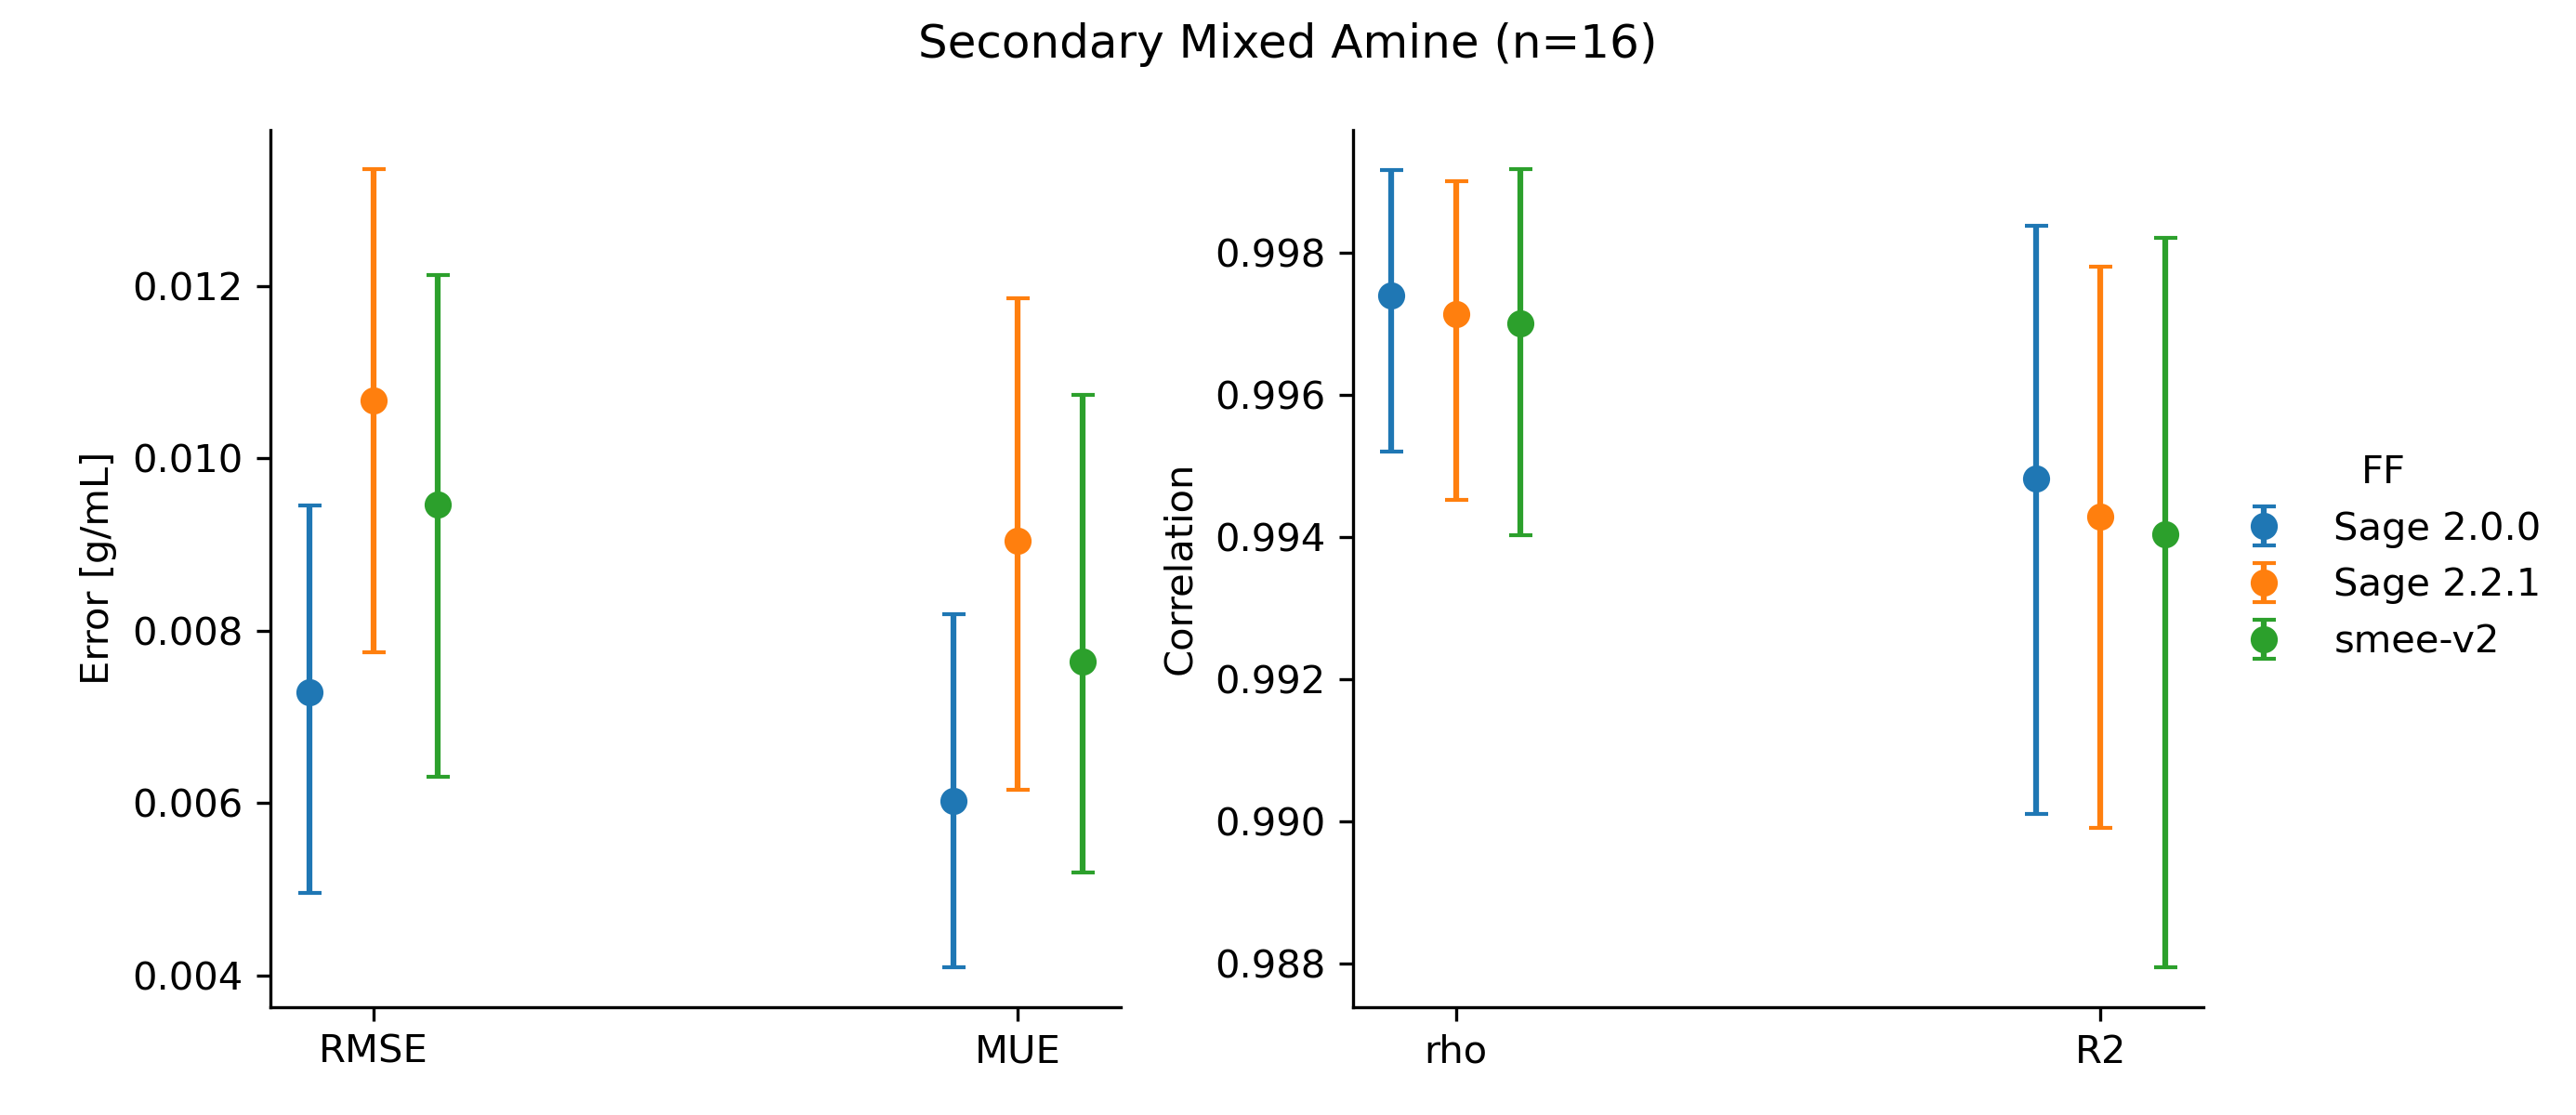 Secondary Mixed Amine (n=16)
Error [g/mL]
0.012
0.010
0.008
0.006
0.004
RMSE
MUE
Correlation
0.998
0.996
0.994
0.992
0.990
0.988
rho
R2
FF
Sage 2.0.0
Sage 2.2.1
smee-v2